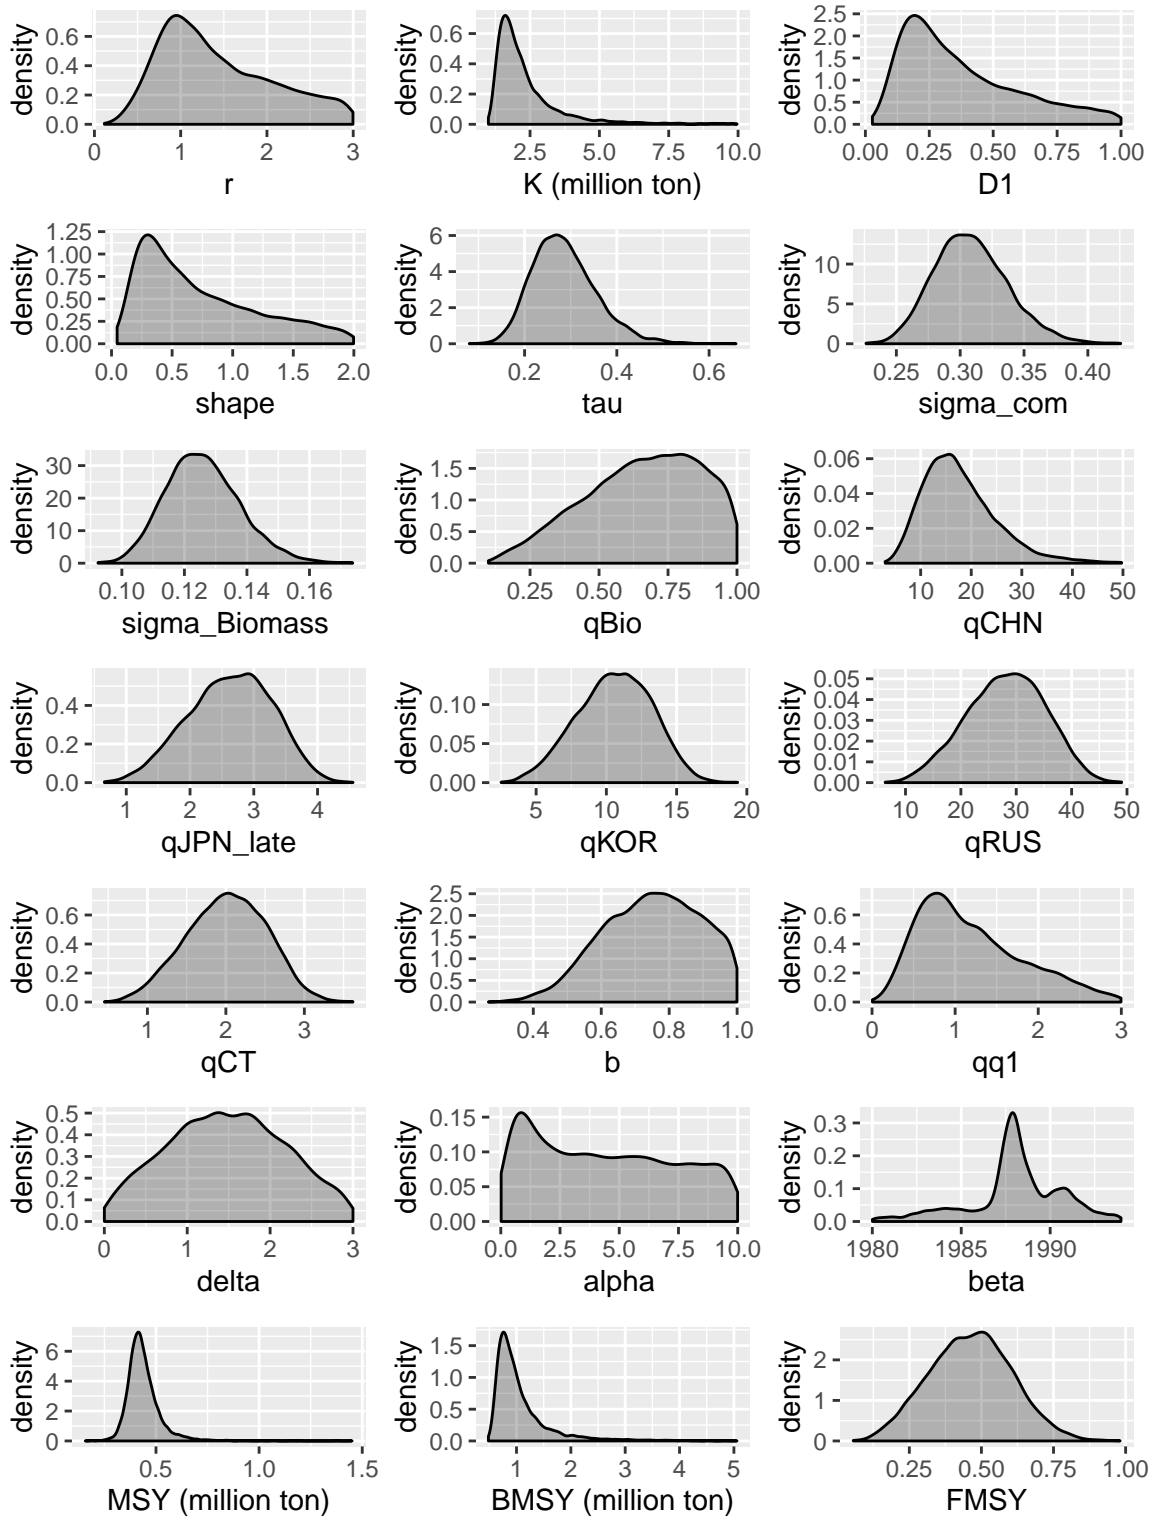 density
0.6
0.4
0.2
0.0
0 1 2 3
r
density
0.6
0.4
0.2
0.0
2.5 5.0 7.5 10.0
K (million ton)
density
2.5
2.0
1.5
1.0
0.5
0.0
0.00 0.25 0.50 0.75 1.00
D1
density
1.25
1.00
0.75
0.50
0.25
0.00
0.0 0.5 1.0 1.5 2.0
shape
density
6
4
2
0
0.2 0.4 0.6
tau
density
10
5
0
0.25 0.30 0.35 0.40
sigma_com
density
30
20
10
0
0.10 0.12 0.14 0.16
sigma_Biomass
density
1.5
1.0
0.5
0.0
0.25 0.50 0.75 1.00
qBio
density
0.06
0.04
0.02
0.00
10 20 30 40 50
qCHN
density
0.4
0.2
0.0
1 2 3 4
qJPN_late
density
0.10
0.05
0.00
5 10 15 20
qKOR
density
0.05
0.04
0.03
0.02
0.01
0.00
10 20 30 40 50
qRUS
density
0.6
0.4
0.2
0.0
1 2 3
qCT
density
2.5
2.0
1.5
1.0
0.5
0.0
0.4 0.6 0.8 1.0
b
density
0.6
0.4
0.2
0.0
0 1 2 3
qq1
density
0.5
0.4
0.3
0.2
0.1
0.0
0 1 2 3
delta
density
0.15
0.10
0.05
0.00
0.0 2.5 5.0 7.5 10.0
alpha
density
0.3
0.2
0.1
0.0
1980 1985 1990
beta
density
6
4
2
0
0.5 1.0 1.5
MSY (million ton)
density
1.5
1.0
0.5
0.0
1 2 3 4 5
BMSY (million ton)
density
2
1
0
0.25 0.50 0.75 1.00
FMSY